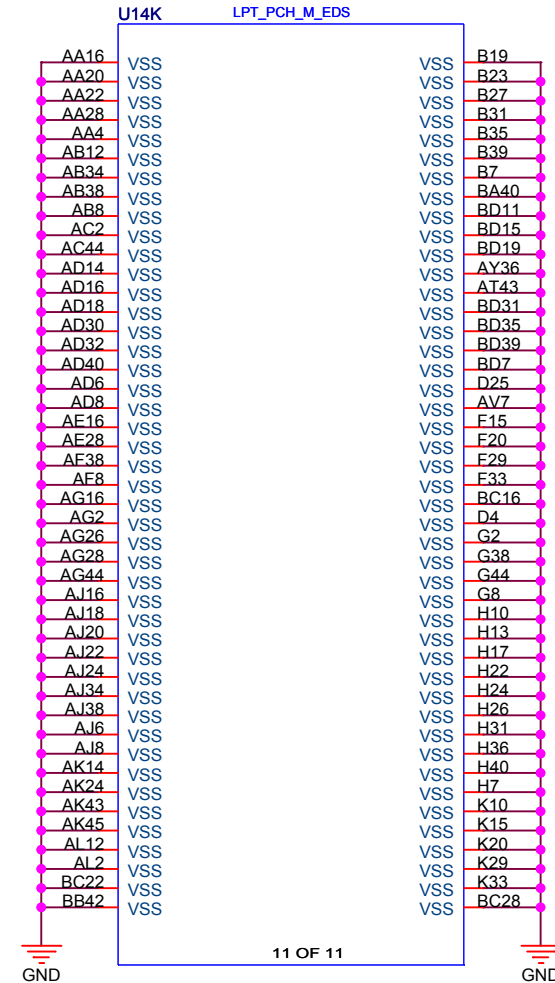 U14K LPT_PCH_M_EDS
AA16 VSS VSS B19
AA20 VSS VSS B23
AA22 VSS VSS B27
AA28 VSS VSS B31
AA4 VSS VSS B35
AB12 VSS VSS B39
AB34 VSS VSS B7
AB38 VSS VSS BA40
AB8 VSS VSS BD11
AC2 VSS VSS BD15
AC44 VSS VSS BD19
AD14 VSS VSS AY36
AD16 VSS VSS AT43
AD18 VSS VSS BD31
AD30 VSS VSS BD35
AD32 VSS VSS BD39
AD40 VSS VSS BD7
AD6 VSS VSS D25
AD8 VSS VSS AV7
AE16 VSS VSS F15
AE28 VSS VSS F20
AF38 VSS VSS F29
AF8 VSS VSS F33
AG16 VSS VSS BC16
AG2 VSS VSS D4
AG26 VSS VSS G2
AG28 VSS VSS G38
AG44 VSS VSS G44
AJ16 VSS VSS G8
AJ18 VSS VSS H10
AJ20 VSS VSS H13
AJ22 VSS VSS H17
AJ24 VSS VSS H22
AJ34 VSS VSS H24
AJ38 VSS VSS H26
AJ6 VSS VSS H31
AJ8 VSS VSS H36
AK14 VSS VSS H40
AK24 VSS VSS H7
AK43 VSS VSS K10
AK45 VSS VSS K15
AL12 VSS VSS K20
AL2 VSS VSS K29
BC22 VSS VSS K33
BB42 VSS VSS BC28
11 OF 11
GND GND